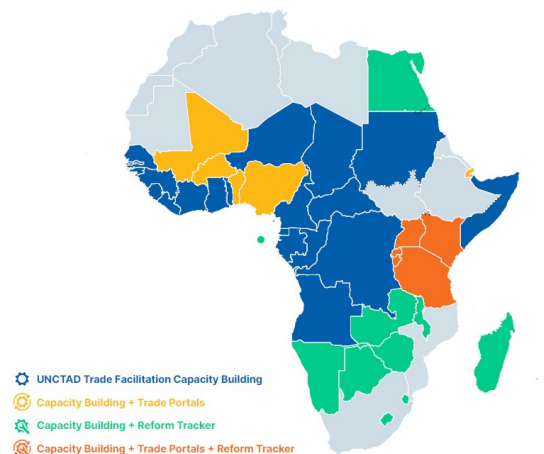 UNCTAD Trade Facilitation Capacity Building
Capacity Building + Trade Portals
Capacity Building + Reform Tracker
Capacity Building + Trade Portals + Reform Tracker